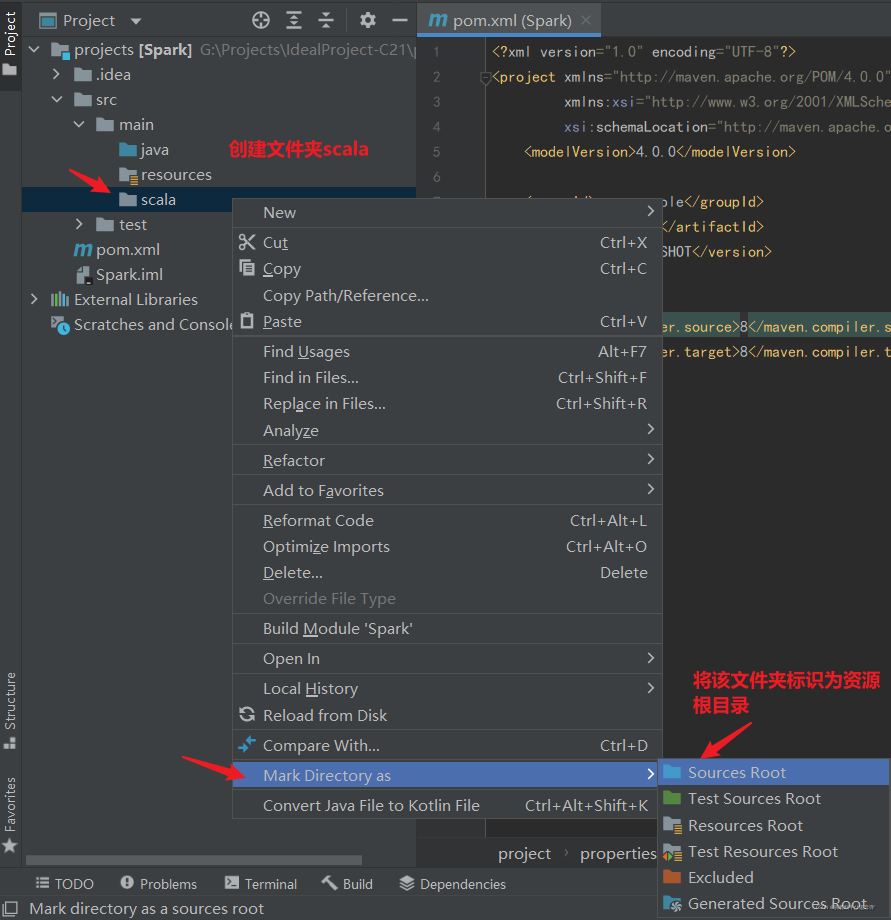 Project
Project
pom.xml (Spark)
projects [Spark] G:\Projects\IdealProject-C21\
.idea
src
main
java
resources
scala
test
pom.xml
Spark.iml
External Libraries
Scratches and Console
创建文件夹scala
1 <?xml version="1.0" encoding="UTF-8"?>
2 <project xmlns="http://maven.apache.org/POM/4.0.0"
3 xmlns:xsi="http://www.w3.org/2001/XMLSche
4 xsi:schemaLocation="http://maven.apache.o
5 <modelVersion>4.0.0</modelVersion>
6
ple</groupId>
</artifactId>
SHOT</version>
er.source>8</maven.compiler.s
er.target>8</maven.compiler.t
New
Cut Ctrl+X
Copy Ctrl+C
Copy Path/Reference...
Paste Ctrl+V
Find Usages Alt+F7
Find in Files... Ctrl+Shift+F
Replace in Files... Ctrl+Shift+R
Analyze
Refactor
Add to Favorites
Reformat Code Ctrl+Alt+L
Optimize Imports Ctrl+Alt+O
Delete... Delete
Override File Type
Build Module 'Spark'
Open In
Local History
Reload from Disk
Compare With... Ctrl+D
Mark Directory as
Convert Java File to Kotlin File Ctrl+Alt+Shift+K
将该文件夹标识为资源
根目录
Sources Root
Test Sources Root
Resources Root
Test Resources Root
Excluded
Generated Sources Root
project › properties
Structure
Favorites
TODO
Problems
Terminal
Build
Dependencies
Mark directory as a sources root